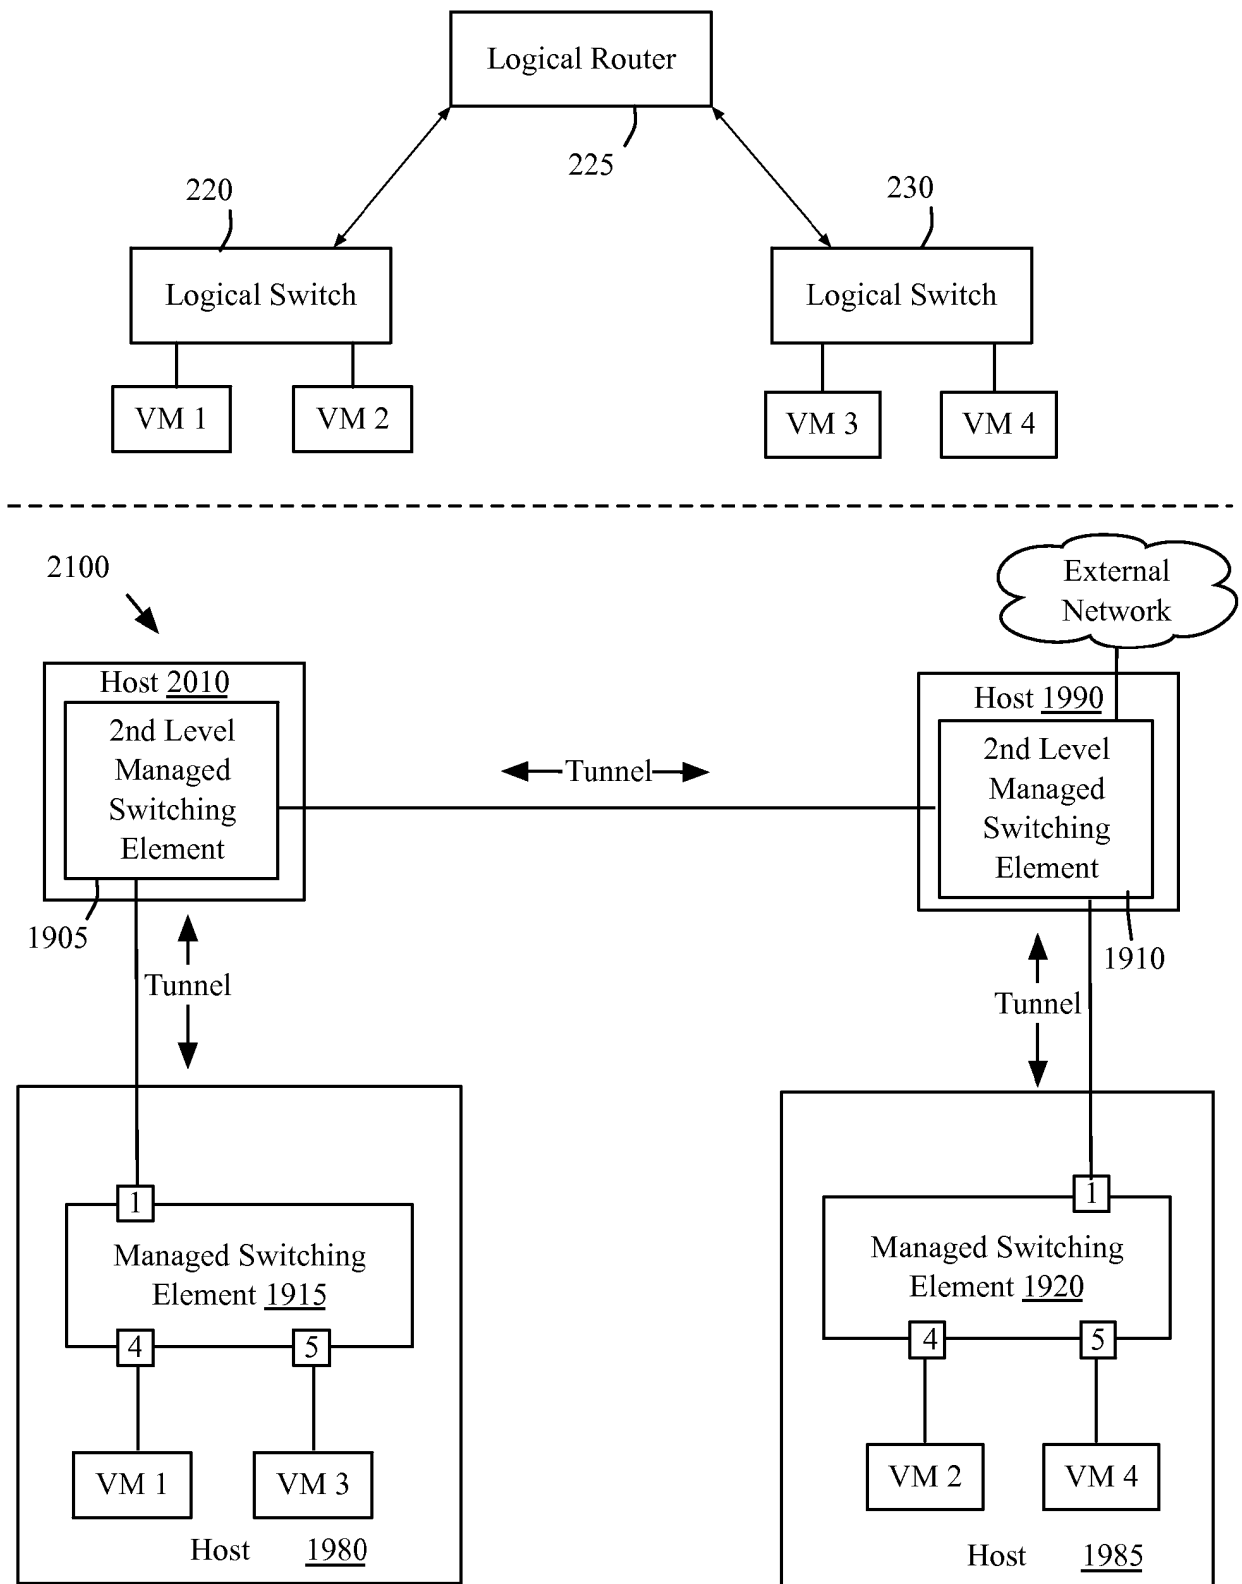 Logical Router
225
220
230
Logical Switch
Logical Switch
VM 1
VM 2
VM 3
VM 4
2100
External
Network
Host 2010
2nd Level
Managed
Switching
Element
1905
Tunnel
Host 1990
2nd Level
Managed
Switching
Element
1910
Tunnel
Tunnel
1
Managed Switching
Element 1915
4
5
VM 1
VM 3
Host 1980
1
Managed Switching
Element 1920
4
5
VM 2
VM 4
Host 1985